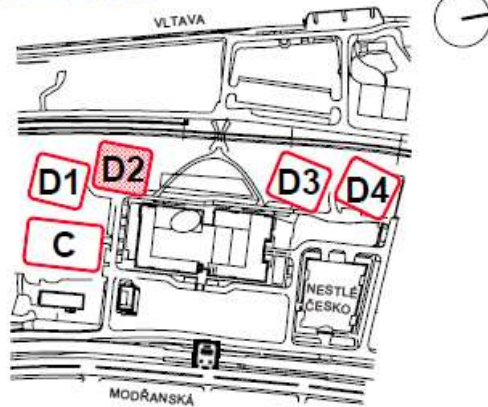 VLTAVA
D1
D2
D3
D4
C
NESTLÉ
ČESKO
MODŘANSKÁ